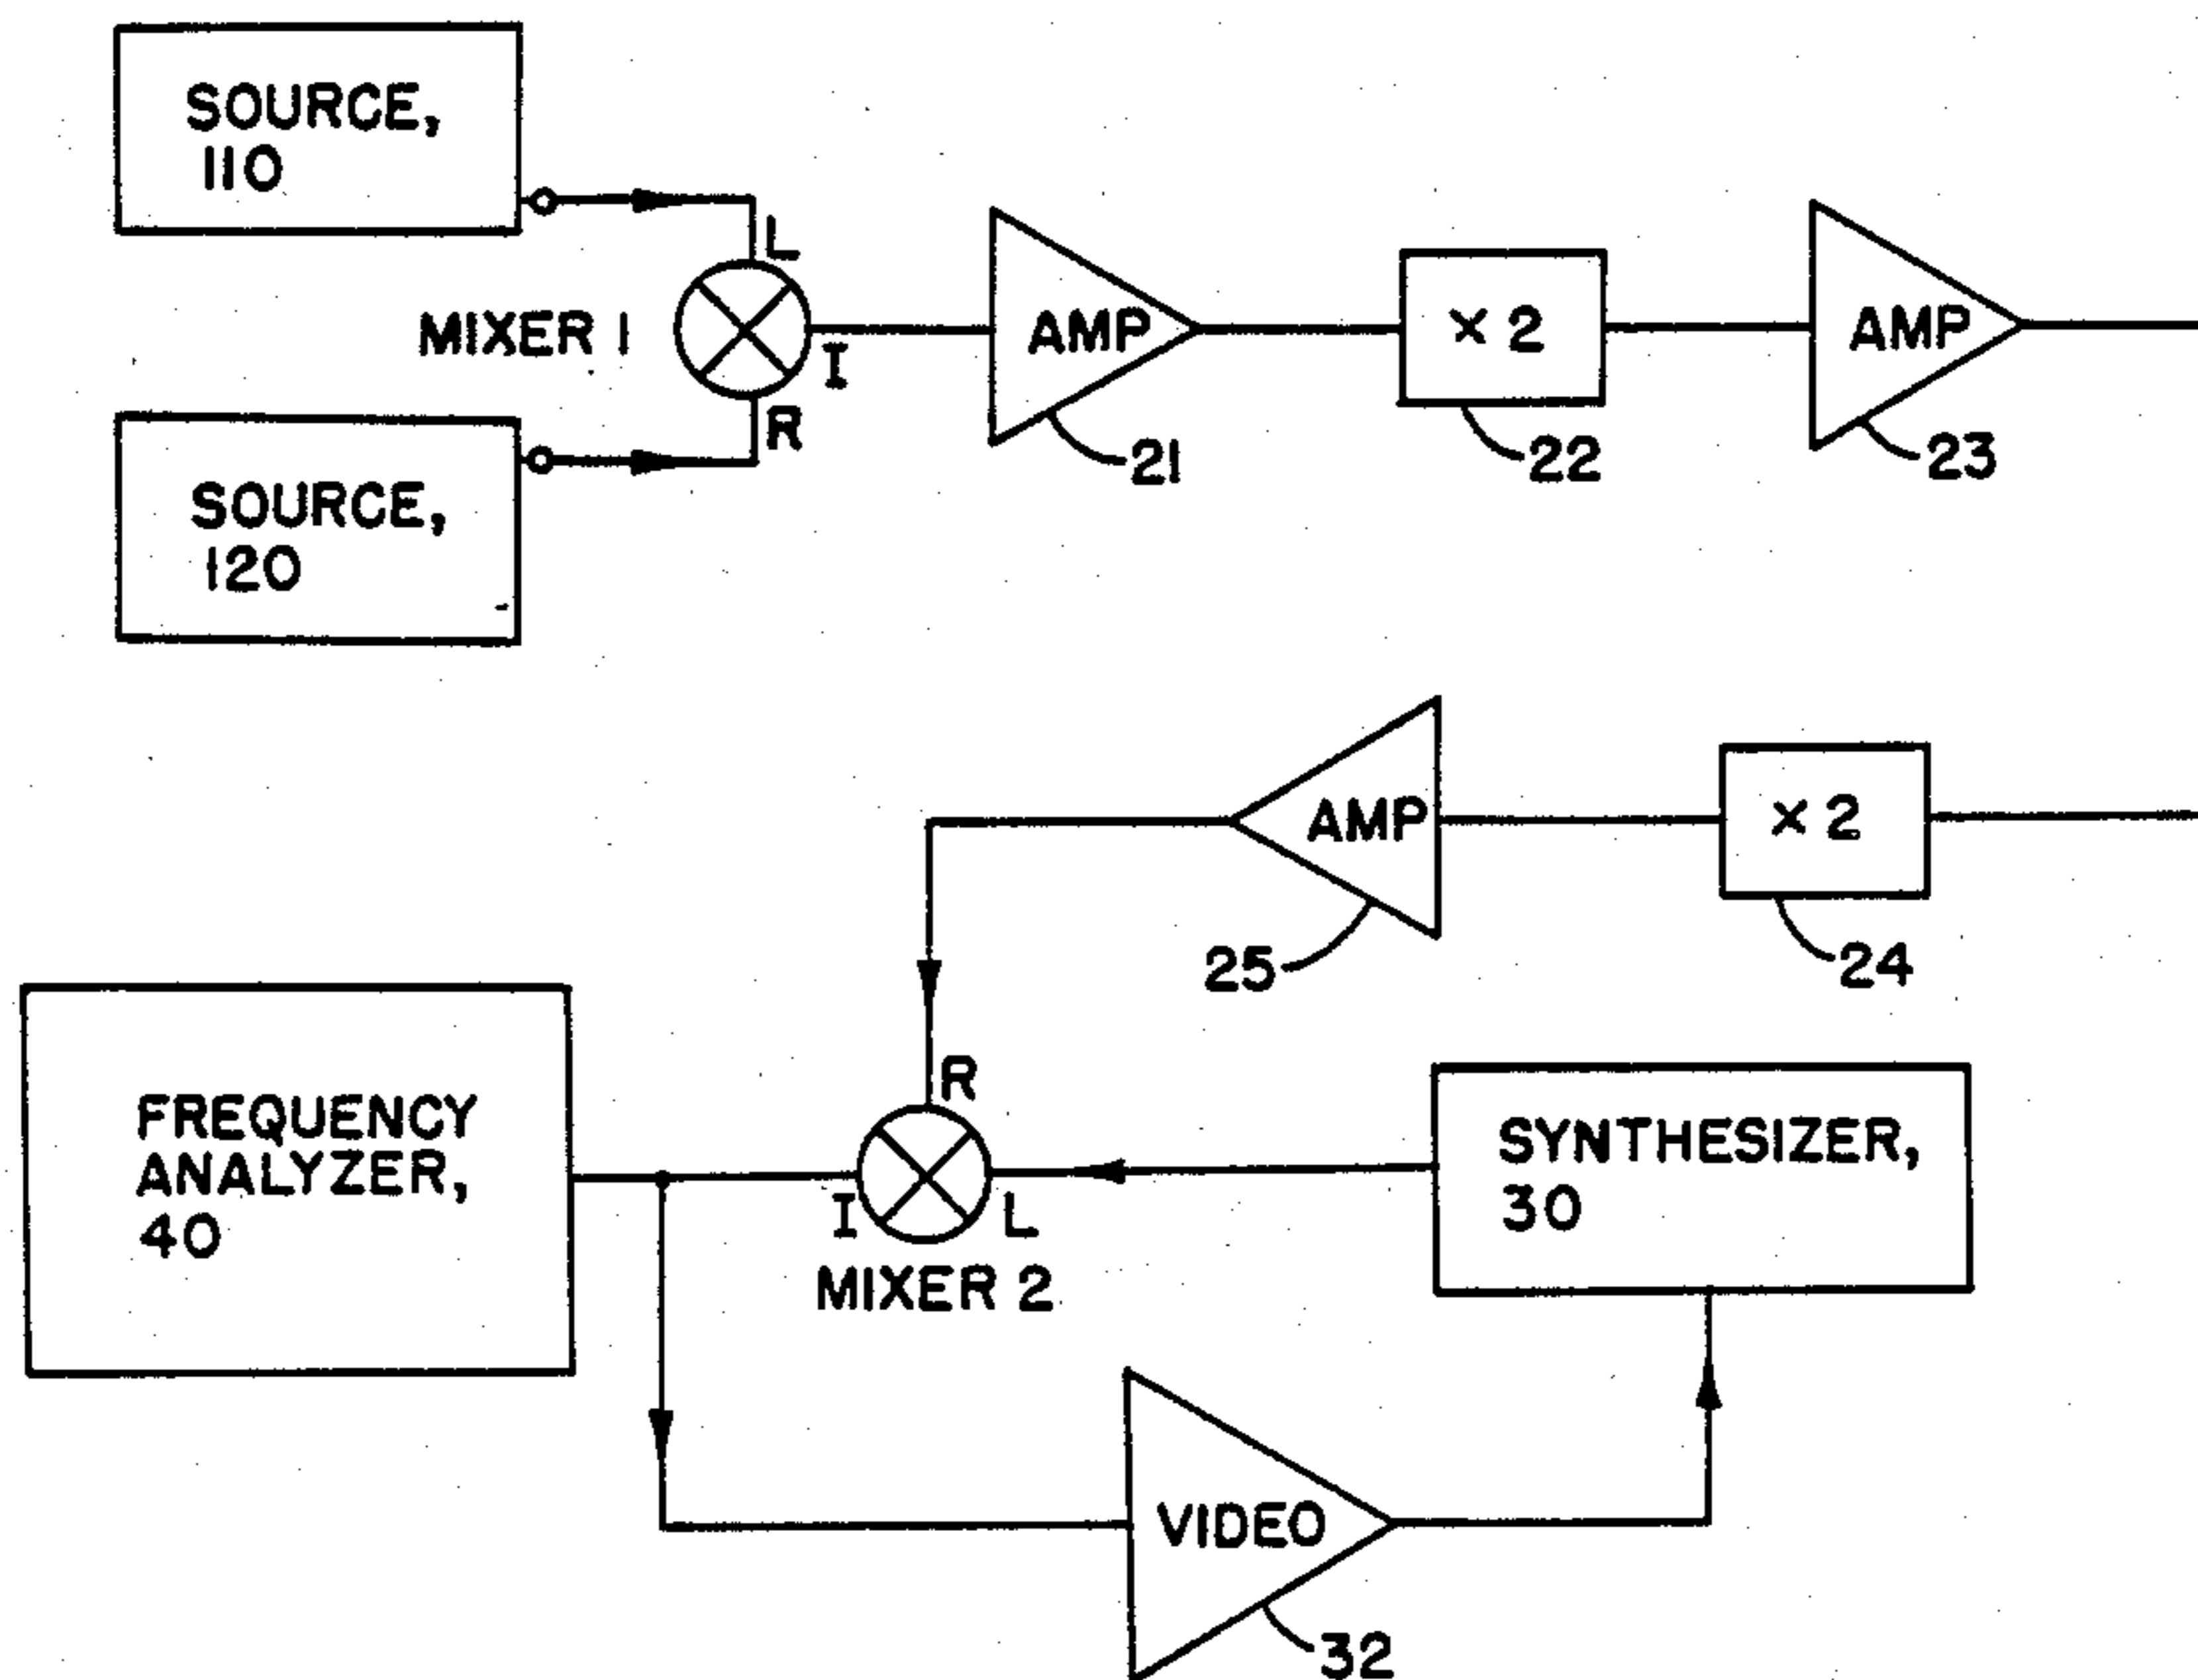 SOURCE,
110
L
MIXER 1
I
R
AMP
21
× 2
22
AMP
23
SOURCE,
120
AMP
25
× 2
24
FREQUENCY
ANALYZER,
40
R
I
L
MIXER 2
SYNTHESIZER,
30
VIDEO
32